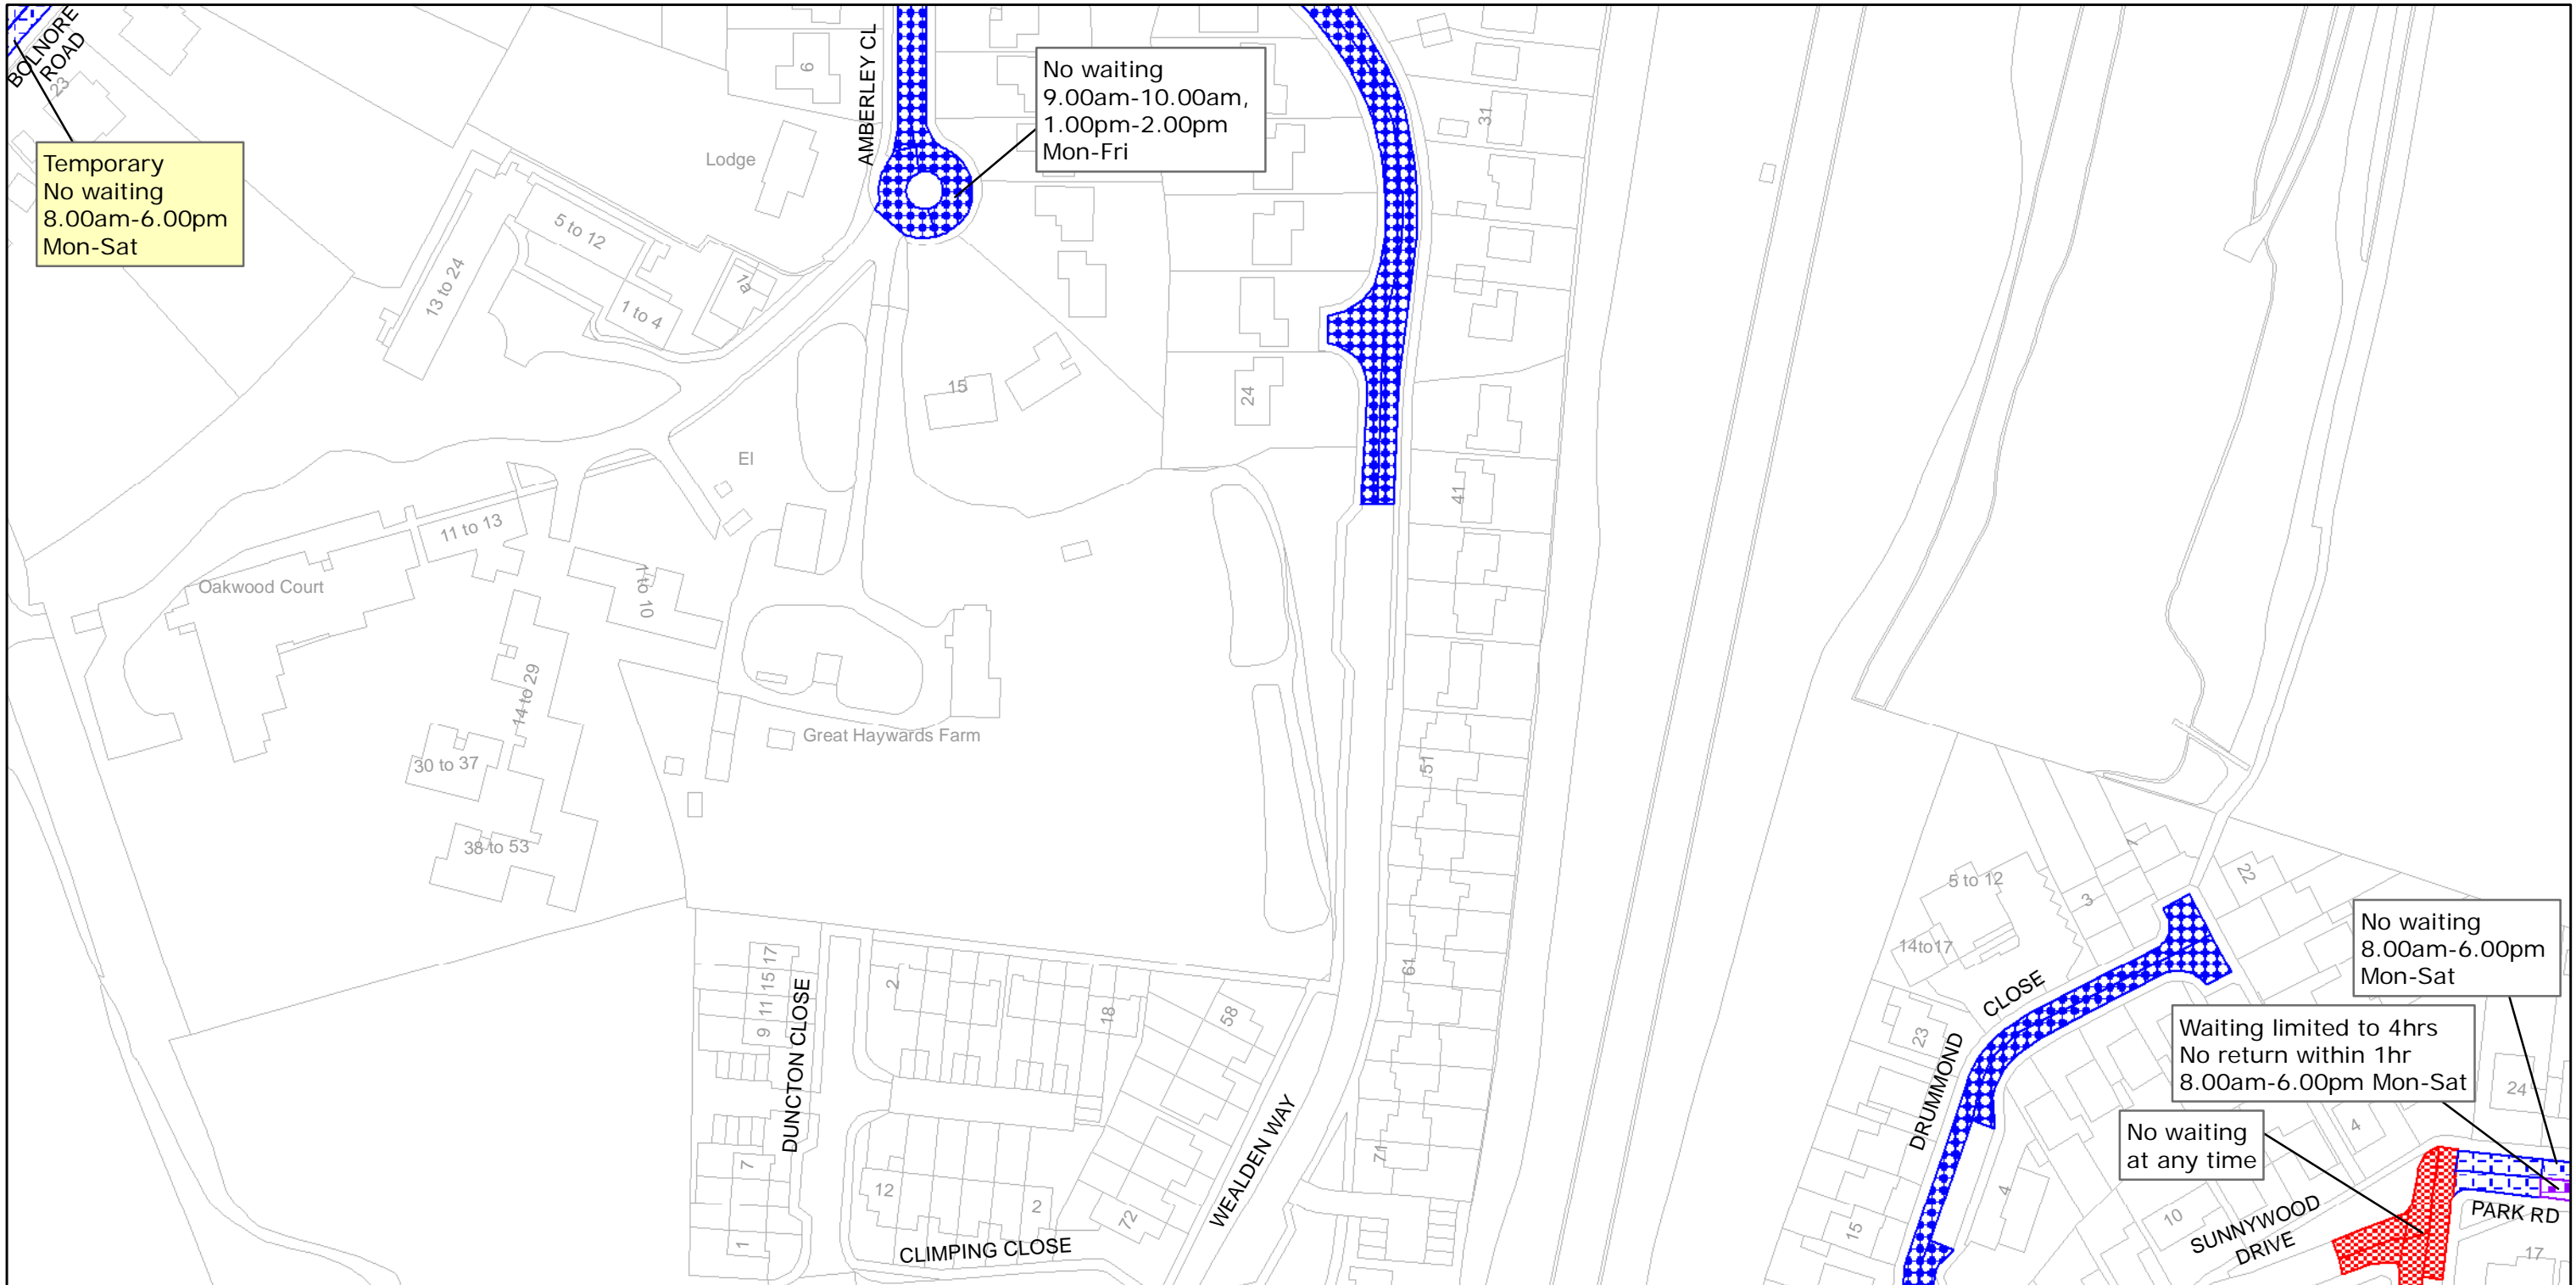 BOLNORE
ROAD
23
Temporary
No waiting
8.00am-6.00pm
Mon-Sat
6
AMBERLEY CL
No waiting
9.00am-10.00am,
1.00pm-2.00pm
Mon-Fri
Lodge
31
5 to 12
13 to 24
1a
1 to 4
15
24
El
41
11 to 13
Oakwood Court
1 to 10
14 to 29
Great Haywards Farm
30 to 37
51
38 to 53
1
22
5 to 12
3
14to17
No waiting
8.00am-6.00pm
Mon-Sat
9 11 15 17
2
18
58
61
DUNCTON CLOSE
DRUMMOND
CLOSE
23
Waiting limited to 4hrs
No return within 1hr
8.00am-6.00pm Mon-Sat
24
No waiting
at any time
4
7
71
WEALDEN WAY
12
2
72
4
10
15
1
CLIMPING CLOSE
SUNNYWOOD
DRIVE
PARK RD
17